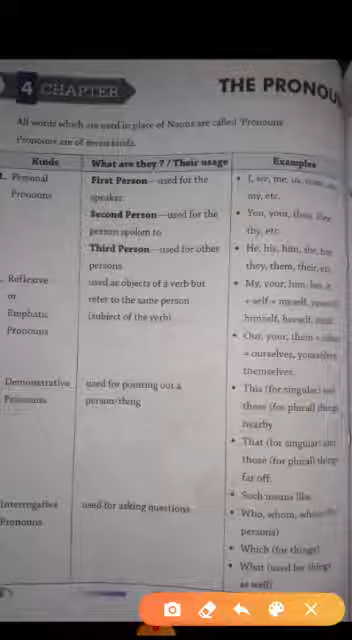 4 CHAPTER
THE PRONOU
All words which are used in place of Nouns are called 'Pronouns
Pronouns are of seven kinds.
Kinds What are they ? / Their usage Examples
1. Personal Pronouns
First Person—used for the
speaker
Second Person—used for the
person spoken to
Third Person—used for other
persons
• I, we, me, us,
my, etc.
• You, your, thou,
thy, etc.
• He, his, him, she, her
they, them, their, etc.
Reflexive
or
Emphatic
Pronouns
used as objects of a verb but
refer to the same person
(subject of the verb)
• My, your, him, her, it
+ self = myself,
himself, herself,
• Our, your, them +
= ourselves, yourselves
themselves.
Demonstrative
Pronouns
used for pointing out a
person/thing
• This (for singular) and
those (for plural) things
nearby
• That (for singular) and
those (for plural) things
far off.
• Such means like
Interrogative
Pronouns
used for asking questions
• Who, whom, whose
persons)
• Which (for things)
• What (used for things
as well)